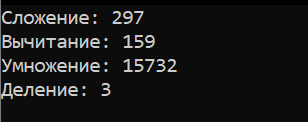 Сложение: 297
Вычитание: 159
Умножение: 15732
Деление: 3